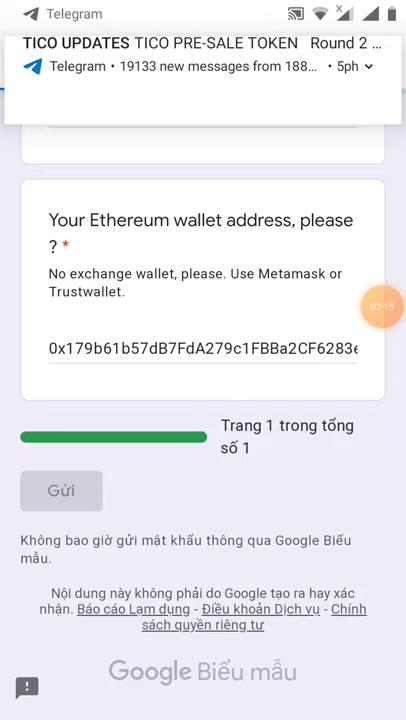 Telegram
TICO UPDATES TICO PRE-SALE TOKEN Round 2 ...
Telegram • 19133 new messages from 188... • 5ph
Your Ethereum wallet address, please
? *
No exchange wallet, please. Use Metamask or
Trustwallet.
07:15
0x179b61b57dB7FdA279c1FBBa2CF6283e
Trang 1 trong tổng
số 1
Gửi
Không bao giờ gửi mật khẩu thông qua Google Biểu
mẫu.
Nội dung này không phải do Google tạo ra hay xác
nhận. Báo cáo Lạm dụng - Điều khoản Dịch vụ - Chính
sách quyền riêng tư
Google Biểu mẫu